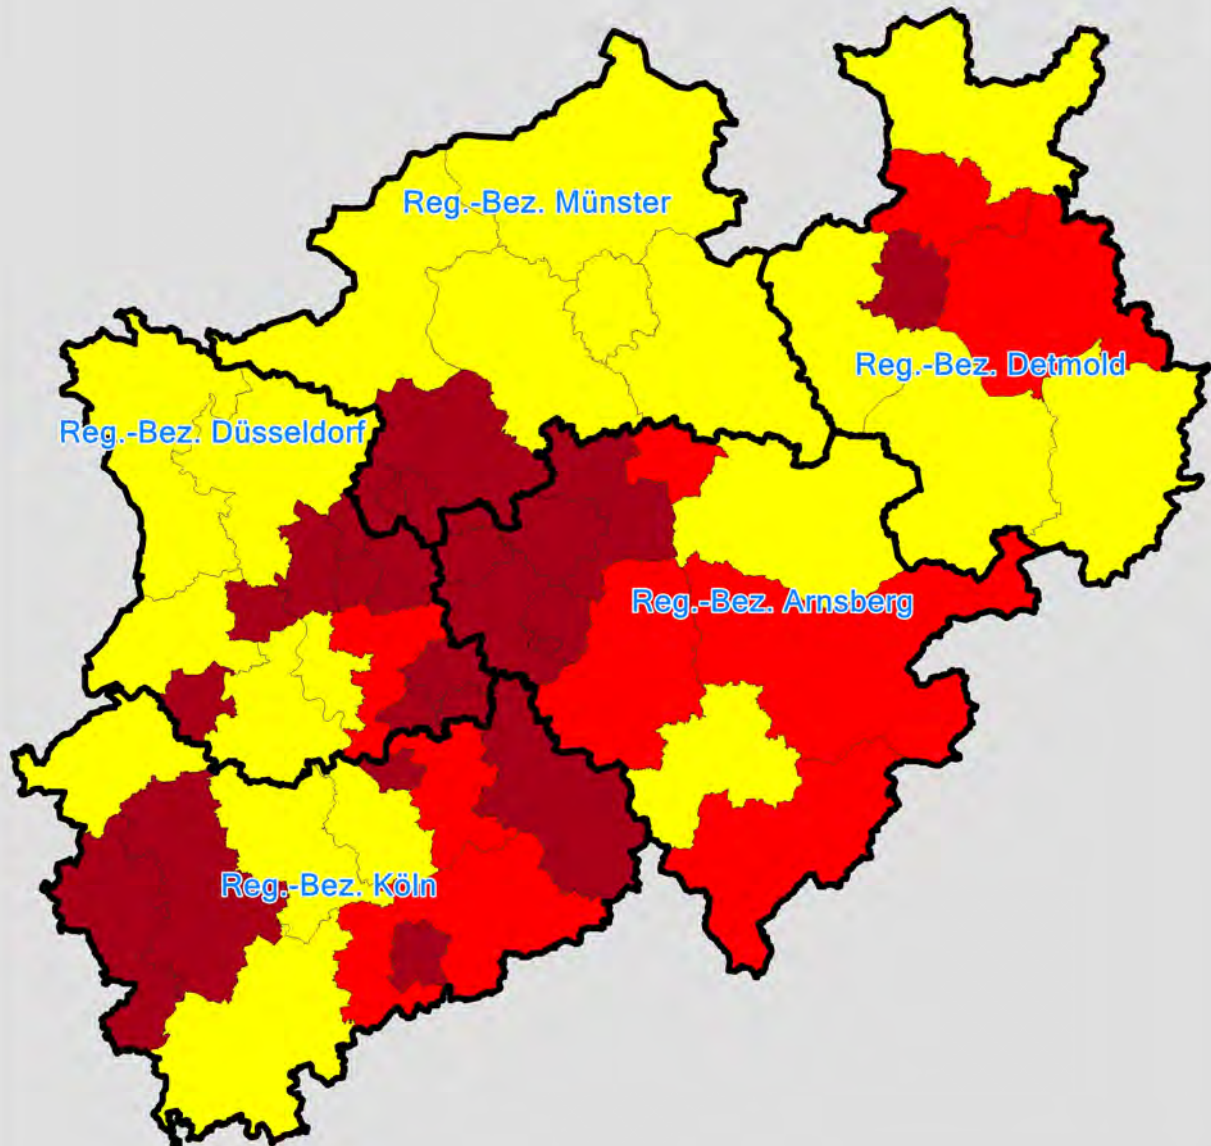 Reg.-Bez. Münster
Reg.-Bez. Detmold
Reg.-Bez. Düsseldorf
Reg.-Bez. Arnsberg
Reg.-Bez. Köln